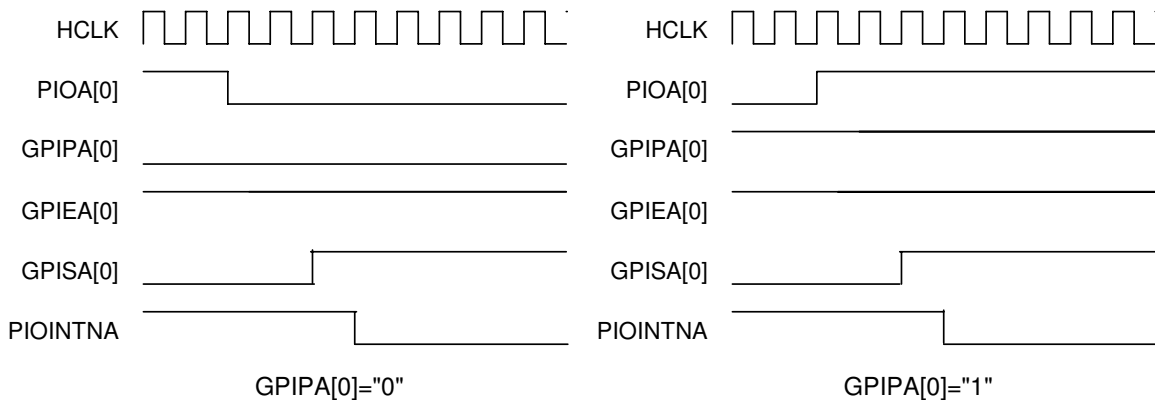 HCLK
PIOA[0]
GPIPA[0]
GPIEA[0]
GPISA[0]
PIOINTNA
GPIPA[0]="0"
HCLK
PIOA[0]
GPIPA[0]
GPIEA[0]
GPISA[0]
PIOINTNA
GPIPA[0]="1"